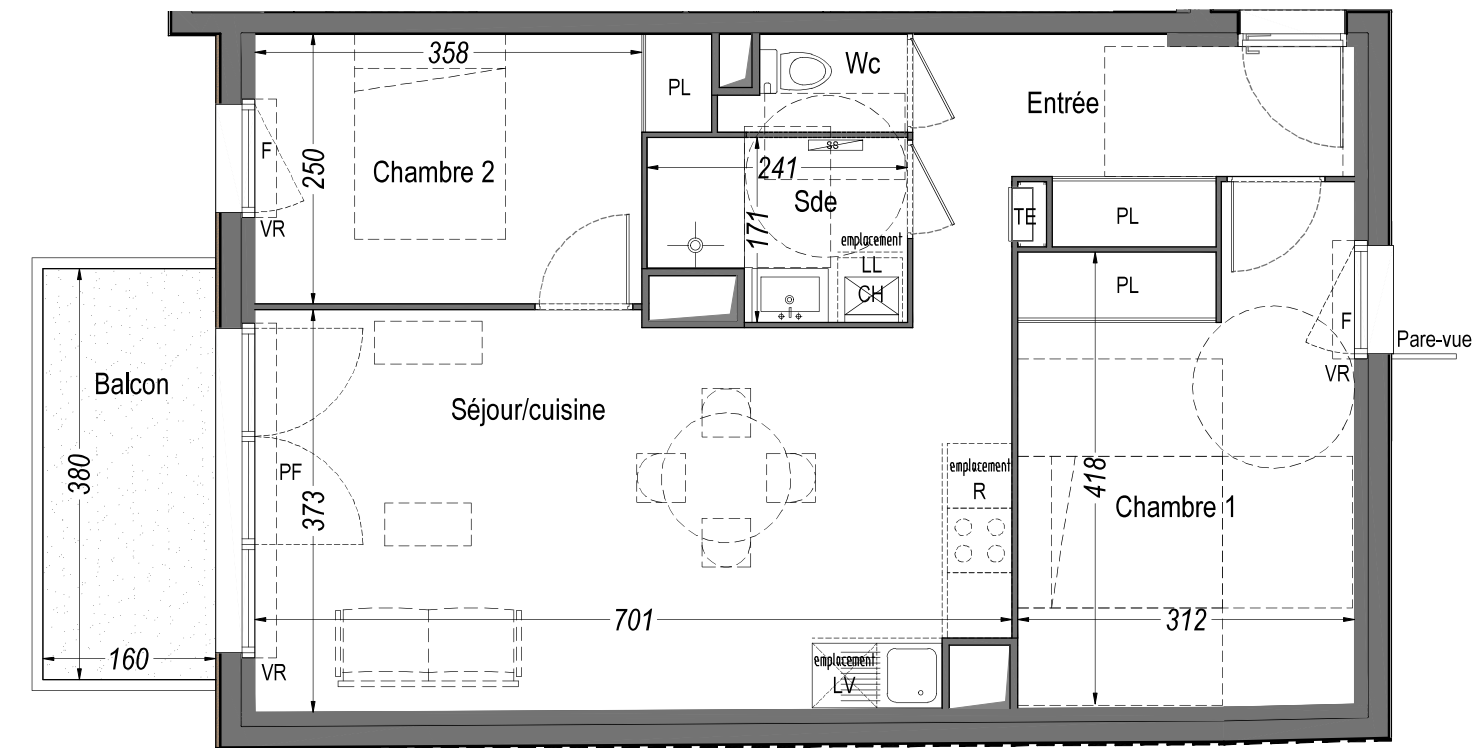 358
PL
Wc
Entrée
F
250
Chambre 2
241
Sde
171
VR
emplacement
LL
CH
TE
PL
PL
F
Pare-vue
VR
Balcon
380
Séjour/cuisine
PF
373
emplacement
R
418
Chambre 1
701
312
160
VR
emplacement
LV